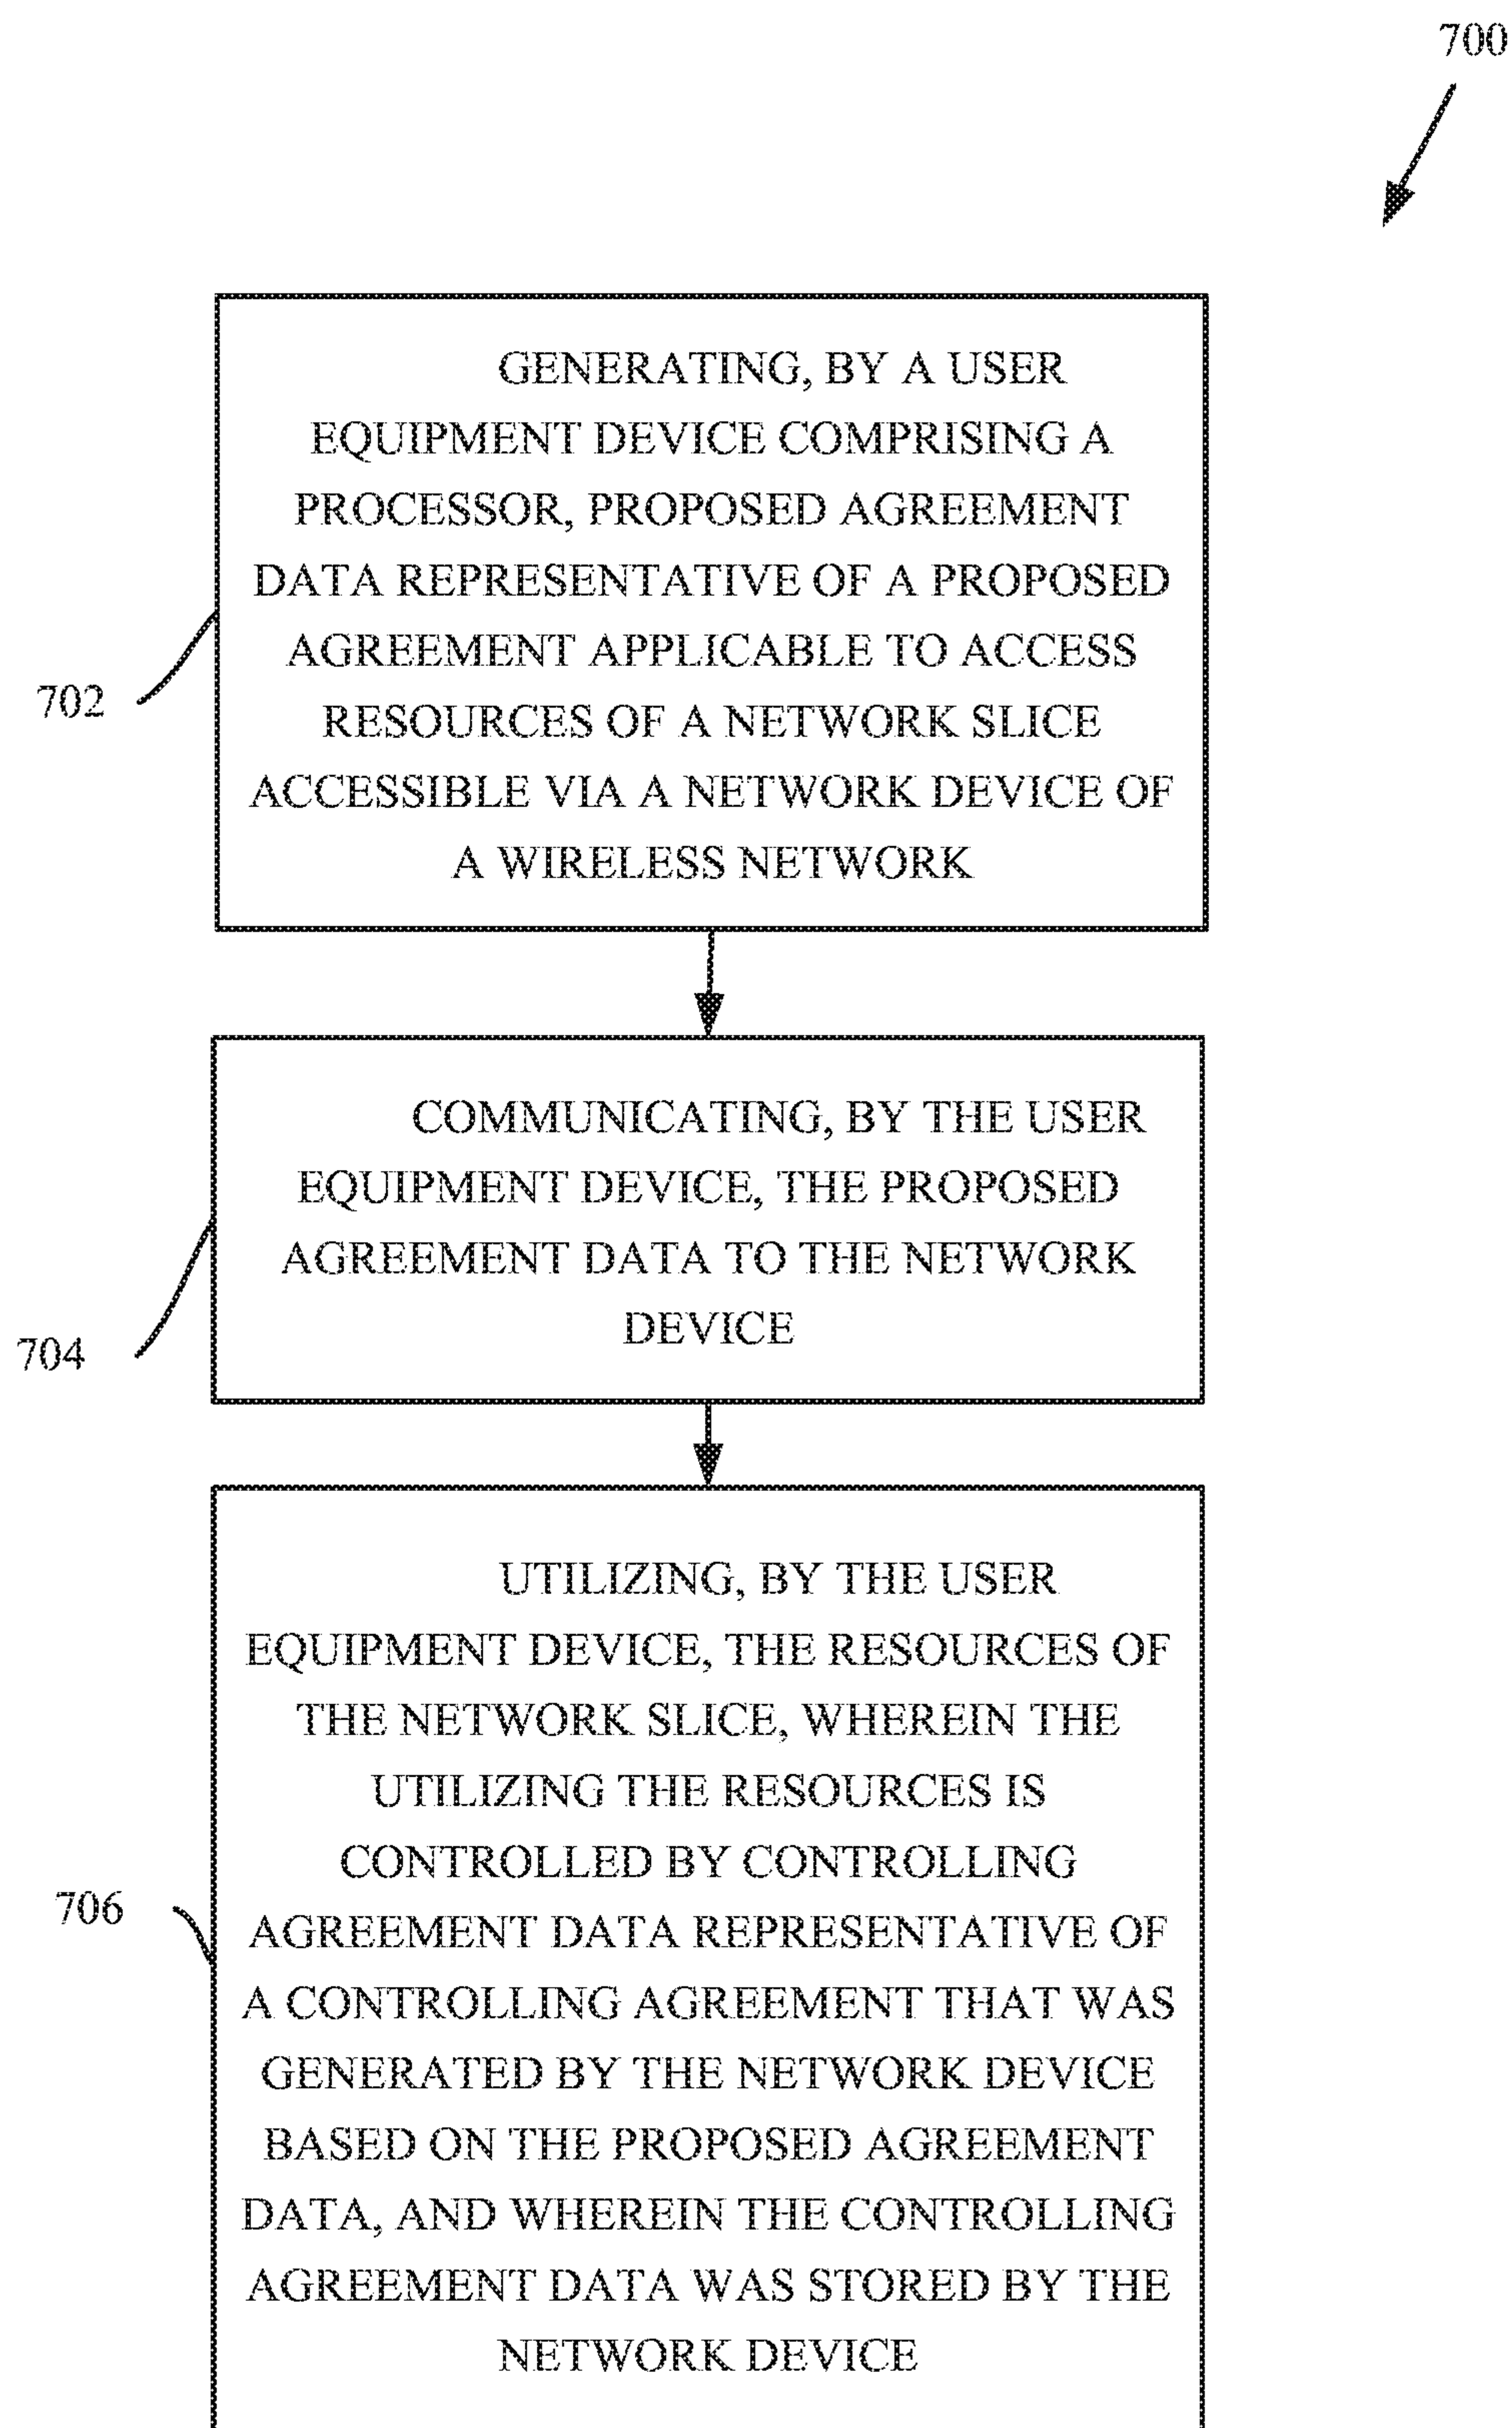 700
GENERATING, BY A USER
EQUIPMENT DEVICE COMPRISING A
PROCESSOR, PROPOSED AGREEMENT
DATA REPRESENTATIVE OF A PROPOSED
AGREEMENT APPLICABLE TO ACCESS
RESOURCES OF A NETWORK SLICE
ACCESSIBLE VIA A NETWORK DEVICE OF
A WIRELESS NETWORK
702
COMMUNICATING, BY THE USER
EQUIPMENT DEVICE, THE PROPOSED
AGREEMENT DATA TO THE NETWORK
DEVICE
704
UTILIZING, BY THE USER
EQUIPMENT DEVICE, THE RESOURCES OF
THE NETWORK SLICE, WHEREIN THE
UTILIZING THE RESOURCES IS
CONTROLLED BY CONTROLLING
AGREEMENT DATA REPRESENTATIVE OF
A CONTROLLING AGREEMENT THAT WAS
GENERATED BY THE NETWORK DEVICE
BASED ON THE PROPOSED AGREEMENT
DATA, AND WHEREIN THE CONTROLLING
AGREEMENT DATA WAS STORED BY THE
NETWORK DEVICE
706